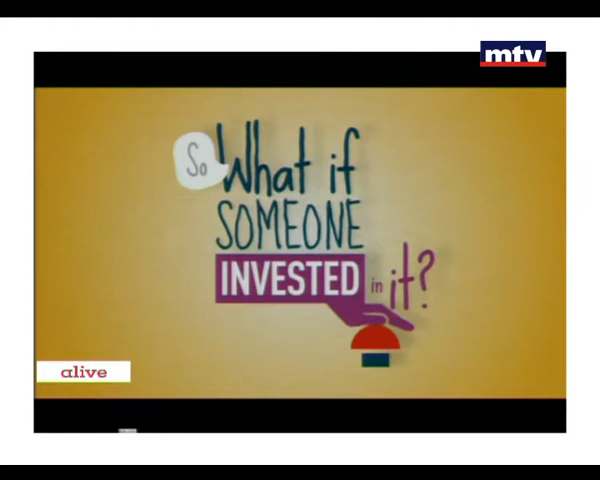 mtv
So
What if
SOMEONE
INVESTED in it?
alive